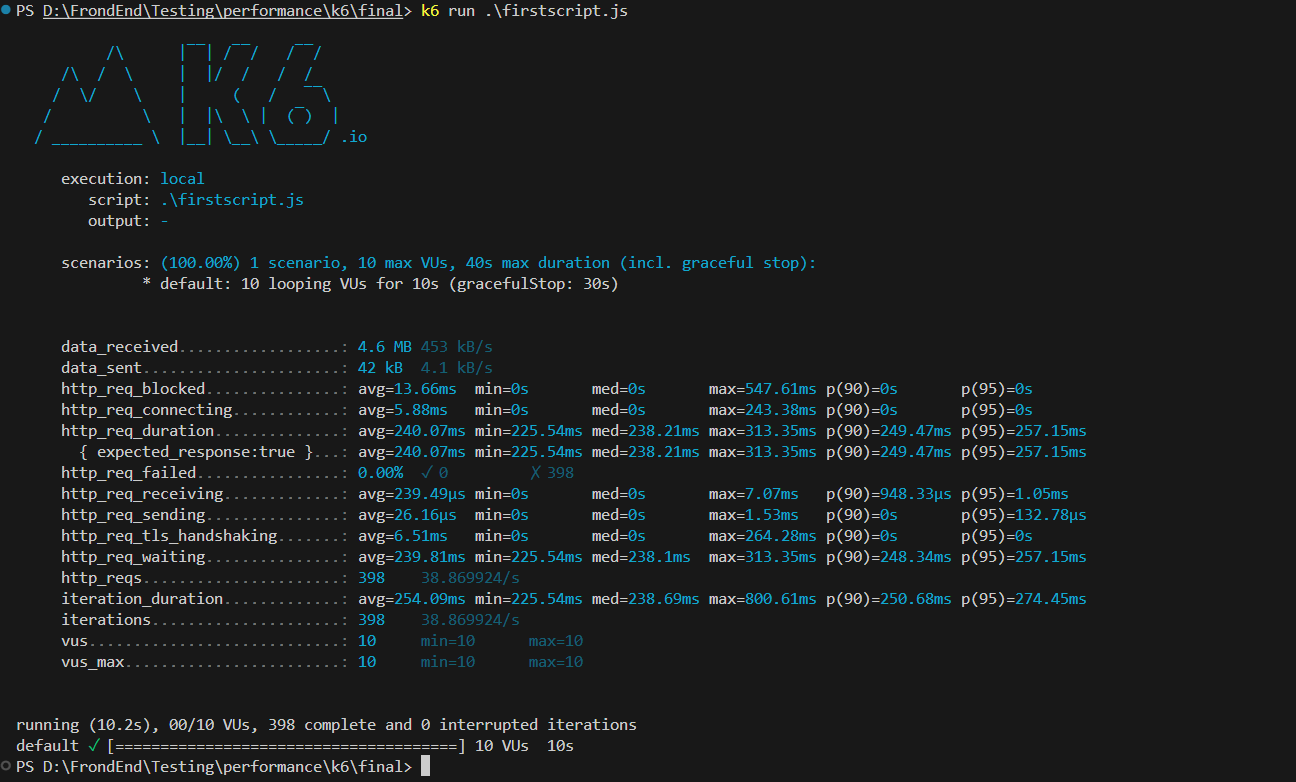 PS D:\FrondEnd\Testing\performance\k6\final> k6 run .\firstscript.js
          /\      |‾‾| /‾‾/   /‾‾/
     /\  /  \     |  |/  /   /  /
    /  \/    \    |     (   /   ‾‾\
   /          \   |  |\  \ |  (‾)  |
  / __________ \  |__| \__\ \_____/ .io
execution: local
script: .\firstscript.js
output: -
scenarios: (100.00%) 1 scenario, 10 max VUs, 40s max duration (incl. graceful stop):
* default: 10 looping VUs for 10s (gracefulStop: 30s)
data_received..................: 4.6 MB 453 kB/s
data_sent......................: 42 kB  4.1 kB/s
http_req_blocked...............: avg=13.66ms  min=0s       med=0s       max=547.61ms p(90)=0s       p(95)=0s
http_req_connecting............: avg=5.88ms   min=0s       med=0s       max=243.38ms p(90)=0s       p(95)=0s
http_req_duration..............: avg=240.07ms min=225.54ms med=238.21ms max=313.35ms p(90)=249.47ms p(95)=257.15ms
{ expected_response:true }...: avg=240.07ms min=225.54ms med=238.21ms max=313.35ms p(90)=249.47ms p(95)=257.15ms
http_req_failed................: 0.00%  ✓ 0         ✗ 398
http_req_receiving.............: avg=239.49µs min=0s       med=0s       max=7.07ms   p(90)=948.33µs p(95)=1.05ms
http_req_sending...............: avg=26.16µs  min=0s       med=0s       max=1.53ms   p(90)=0s       p(95)=132.78µs
http_req_tls_handshaking.......: avg=6.51ms   min=0s       med=0s       max=264.28ms p(90)=0s       p(95)=0s
http_req_waiting...............: avg=239.81ms min=225.54ms med=238.1ms  max=313.35ms p(90)=248.34ms p(95)=257.15ms
http_reqs......................: 398    38.869924/s
iteration_duration.............: avg=254.09ms min=225.54ms med=238.69ms max=800.61ms p(90)=250.68ms p(95)=274.45ms
iterations.....................: 398    38.869924/s
vus............................: 10     min=10      max=10
vus_max........................: 10     min=10      max=10
running (10.2s), 00/10 VUs, 398 complete and 0 interrupted iterations
default ✓ [======================================] 10 VUs  10s
PS D:\FrondEnd\Testing\performance\k6\final>